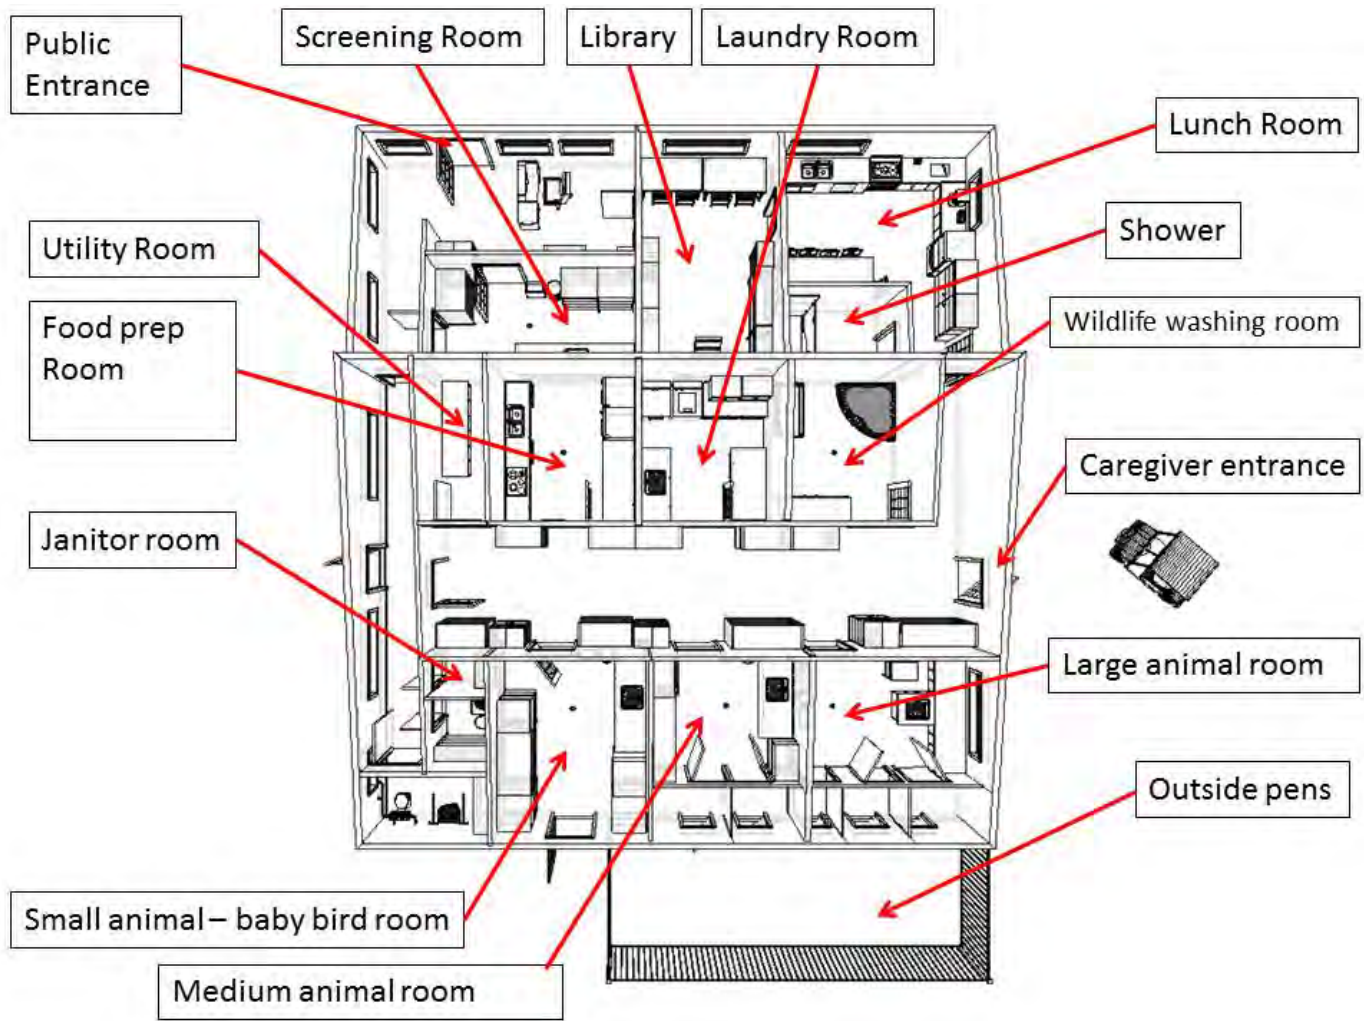 Public
Entrance
Screening Room
Library
Laundry Room
Lunch Room
Shower
Utility Room
Wildlife washing room
Food prep
Room
Caregiver entrance
Janitor room
Large animal room
Outside pens
Small animal – baby bird room
Medium animal room